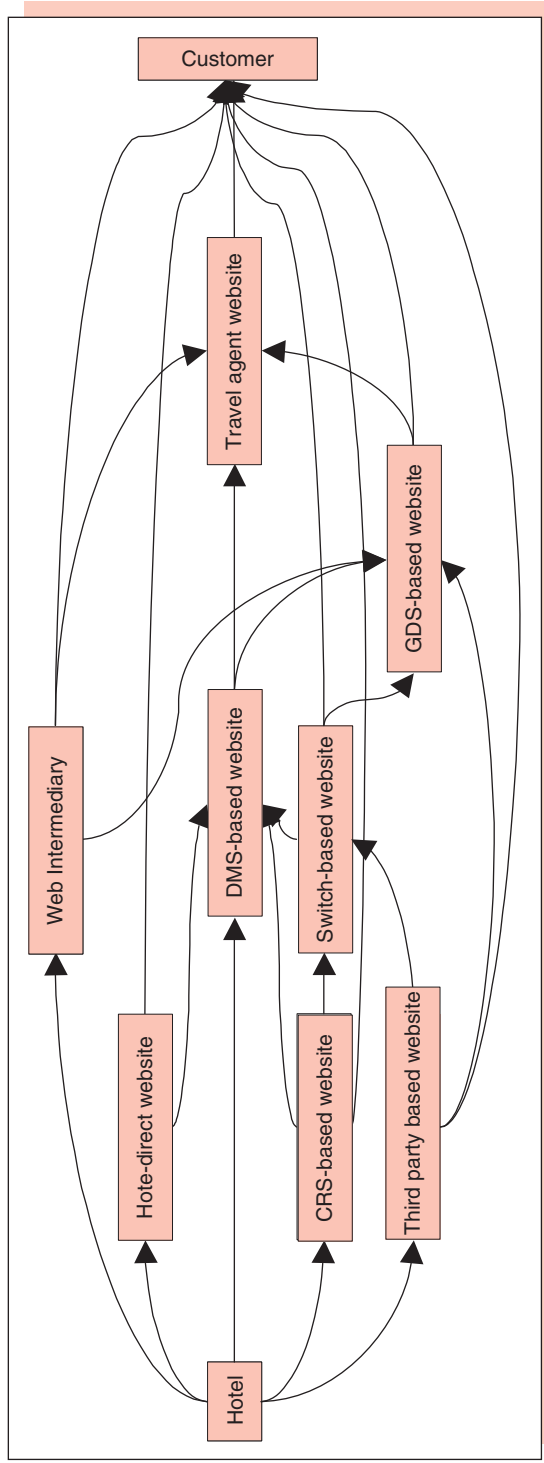 Customer
Travel agent website
GDS-based website
Web Intermediary
DMS-based website
Switch-based website
Hote-direct website
CRS-based website
Third party based website
Hotel